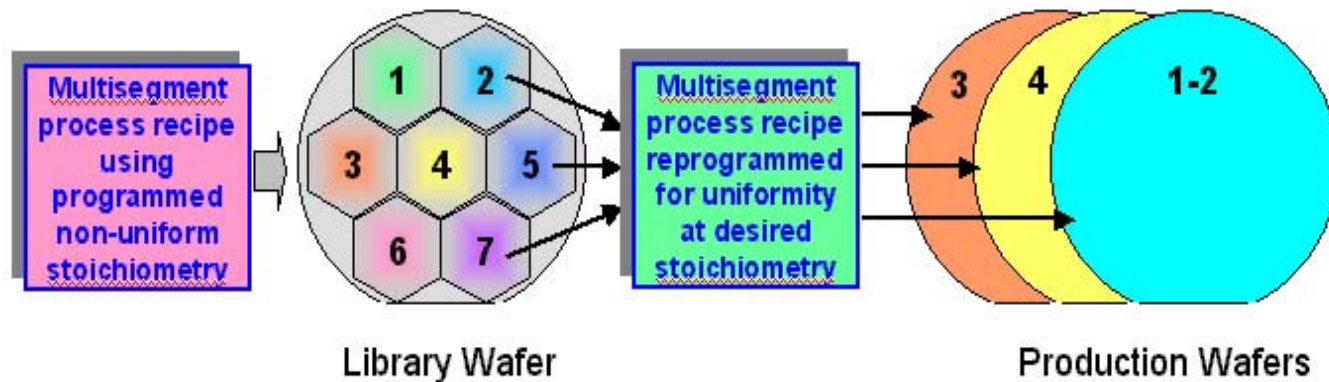 Multisegment
process recipe
using
programmed
non-uniform
stoichiometry
1
2
3
4
5
6
7
Multisegment
process recipe
reprogrammed
for uniformity
at desired
stoichiometry
3
4
1-2
Library Wafer
Production Wafers